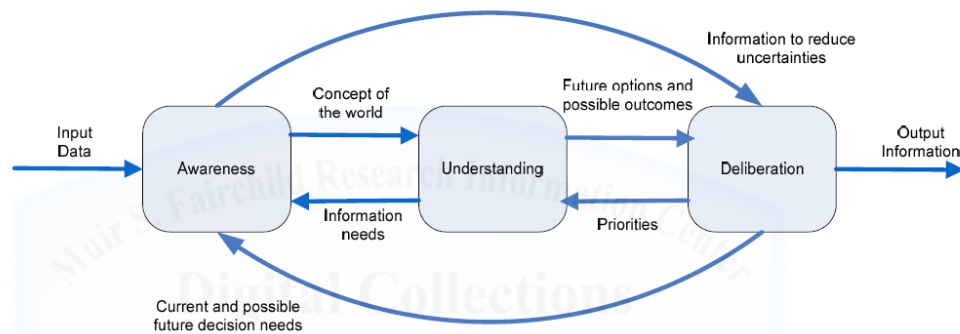 Information to reduce
uncertainties
Concept of
the world
Future options and
possible outcomes
Input
Data
Output
Information
Awareness
Understanding
Deliberation
Information
needs
Priorities
Current and possible
future decision needs
Muir S. Fairchild Research Information Center
Digital Collections